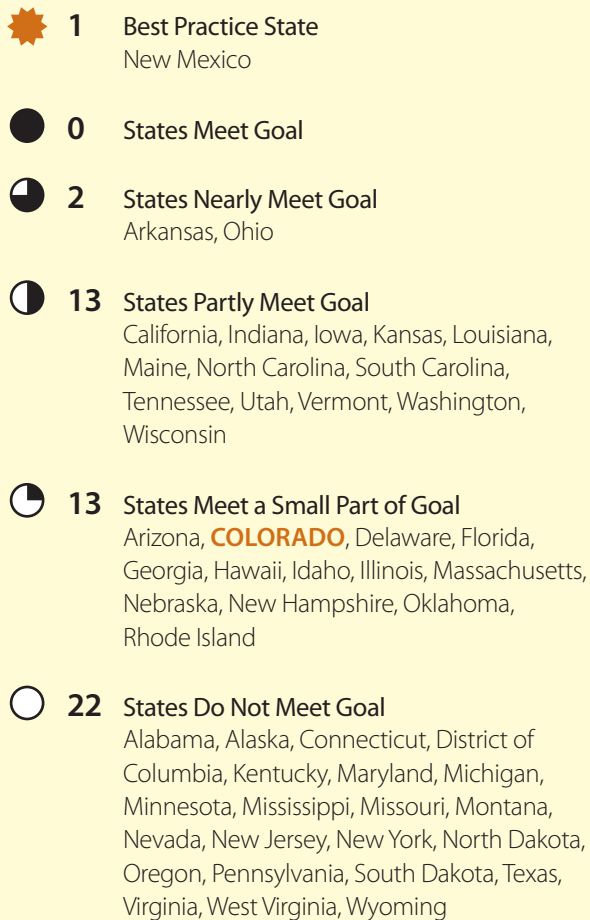 1 Best Practice State
New Mexico
0 States Meet Goal
2 States Nearly Meet Goal
Arkansas, Ohio
13 States Partly Meet Goal
California, Indiana, Iowa, Kansas, Louisiana,
Maine, North Carolina, South Carolina,
Tennessee, Utah, Vermont, Washington,
Wisconsin
13 States Meet a Small Part of Goal
Arizona, COLORADO, Delaware, Florida,
Georgia, Hawaii, Idaho, Illinois, Massachusetts,
Nebraska, New Hampshire, Oklahoma,
Rhode Island
22 States Do Not Meet Goal
Alabama, Alaska, Connecticut, District of
Columbia, Kentucky, Maryland, Michigan,
Minnesota, Mississippi, Missouri, Montana,
Nevada, New Jersey, New York, North Dakota,
Oregon, Pennsylvania, South Dakota, Texas,
Virginia, West Virginia, Wyoming